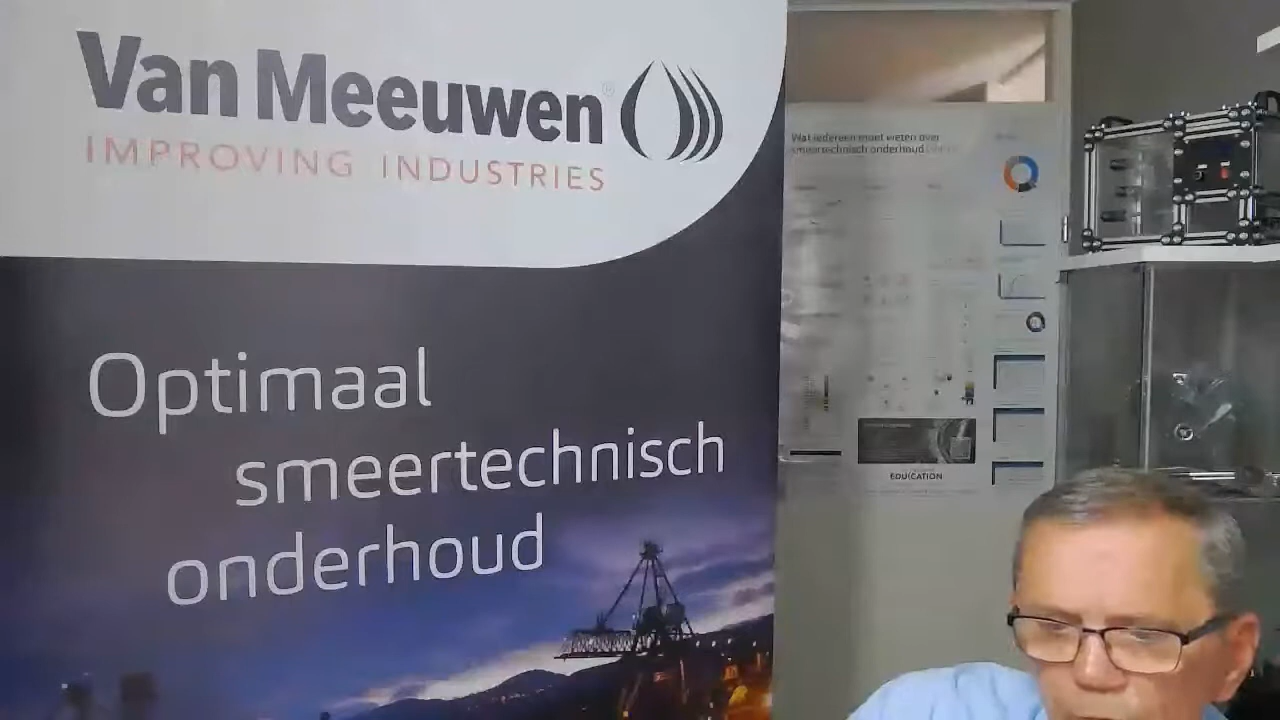 Van Meeuwen®
IMPROVING INDUSTRIES
Optimaal
smeertechnisch
onderhoud
Wat iedereen moet weten over
smeertechnisch onderhoud
EDUCATION